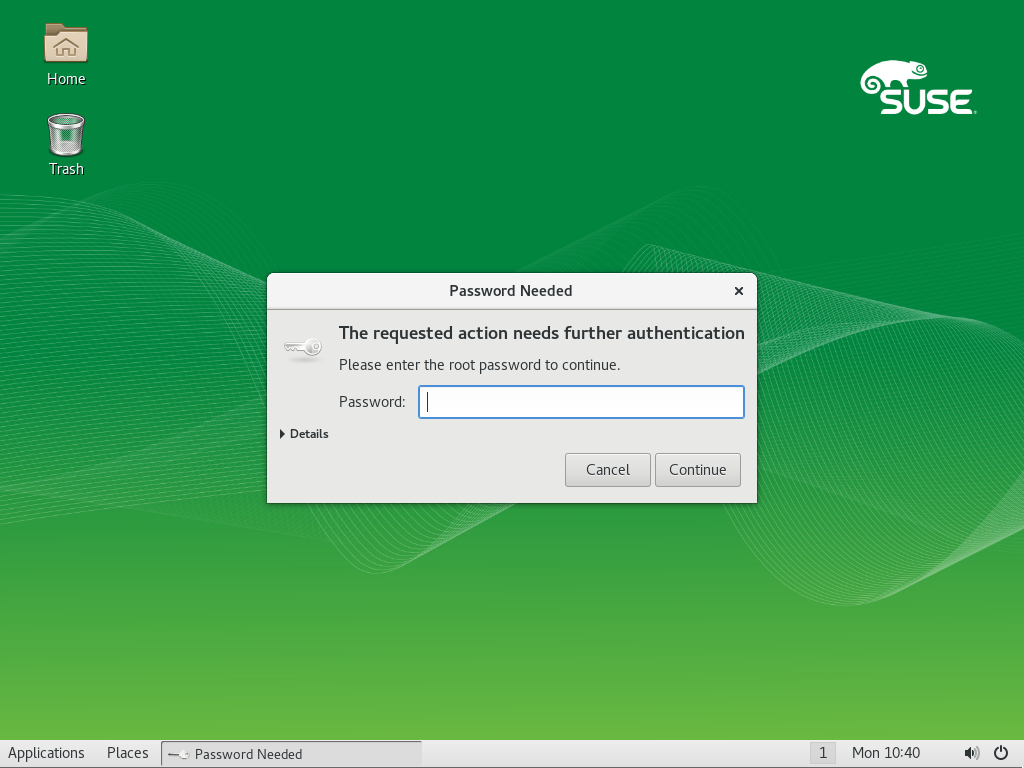 Home
SUSE
Trash
Password Needed
The requested action needs further authentication
Please enter the root password to continue.
Password:
Details
Cancel Continue
Applications Places Password Needed 1 Mon 10:40